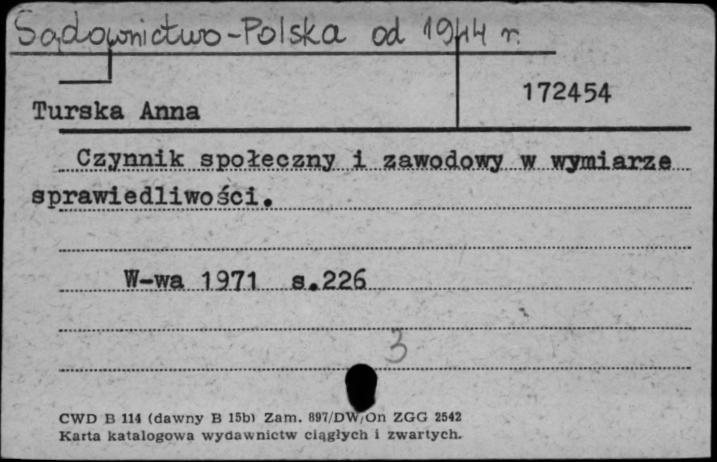 Sądownictwo-Polska od 1944 r.
172454
Turska Anna
Czynnik społeczny i zawodowy w wymiarze
sprawiedliwości.
W-wa 1971 s.226
3
CWD B 114 (dawny B 15b) Zam. 897/DW/On ZGG 2542
Karta katalogowa wydawnictw ciągłych i zwartych.